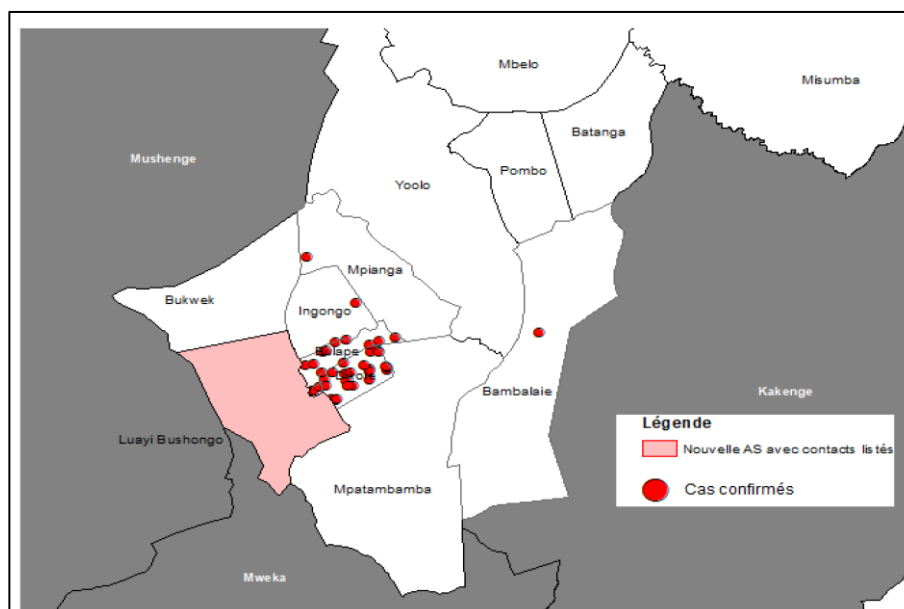 Mbelo
Misumba
Batanga
Mushenge
Pombo
Yoolo
Mpianga
Bukwek
Ingongo
Bulape
Bambalaie
Kakenge
Légende
Nouvelle AS avec contacts listés
Luayi Bushongo
Cas confirmés
Mpatambamba
Mweka